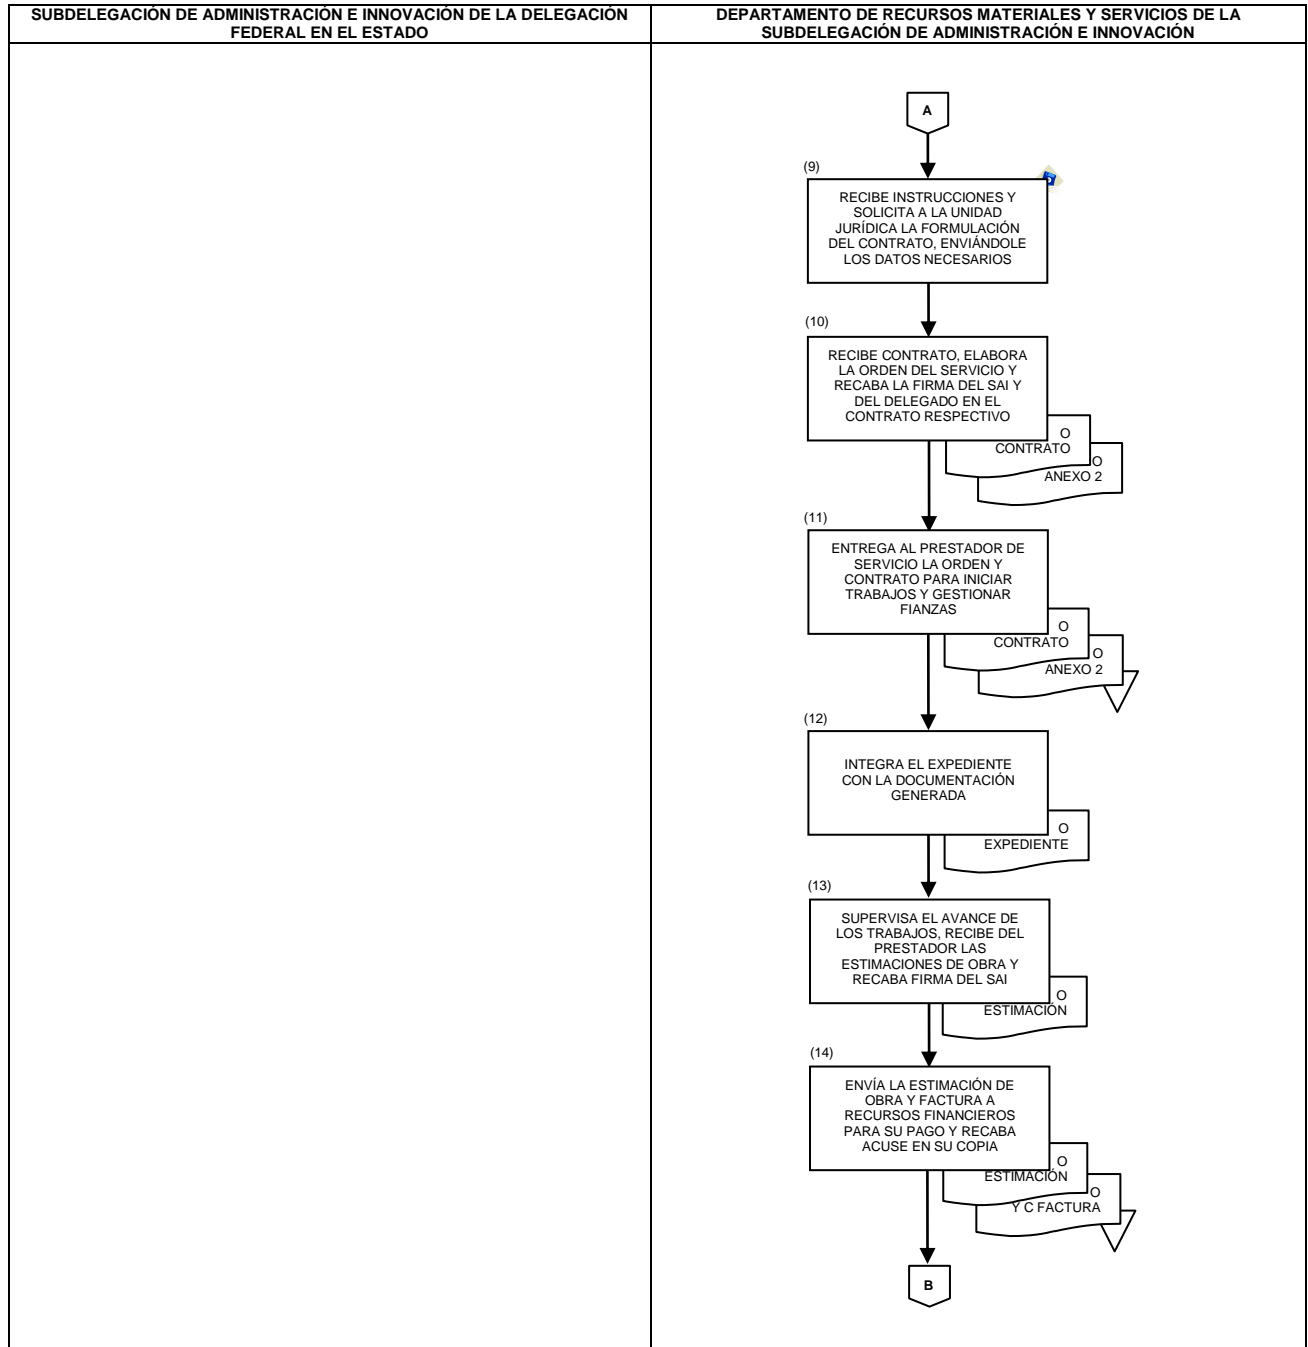 SUBDELEGACIÓN DE ADMINISTRACIÓN E INNOVACIÓN DE LA DELEGACIÓN
FEDERAL EN EL ESTADO
DEPARTAMENTO DE RECURSOS MATERIALES Y SERVICIOS DE LA
SUBDELEGACIÓN DE ADMINISTRACIÓN E INNOVACIÓN
A
(9)
RECIBE INSTRUCCIONES Y
SOLICITA A LA UNIDAD
JURÍDICA LA FORMULACIÓN
DEL CONTRATO, ENVIÁNDOLE
LOS DATOS NECESARIOS
(10)
RECIBE CONTRATO, ELABORA
LA ORDEN DEL SERVICIO Y
RECABA LA FIRMA DEL SAI Y
DEL DELEGADO EN EL
CONTRATO RESPECTIVO
O
CONTRATO
O
ANEXO 2
(11)
ENTREGA AL PRESTADOR DE
SERVICIO LA ORDEN Y
CONTRATO PARA INICIAR
TRABAJOS Y GESTIONAR
FIANZAS
O
CONTRATO
O
ANEXO 2
(12)
INTEGRA EL EXPEDIENTE
CON LA DOCUMENTACIÓN
GENERADA
O
EXPEDIENTE
(13)
SUPERVISA EL AVANCE DE
LOS TRABAJOS, RECIBE DEL
PRESTADOR LAS
ESTIMACIONES DE OBRA Y
RECABA FIRMA DEL SAI
O
ESTIMACIÓN
(14)
ENVÍA LA ESTIMACIÓN DE
OBRA Y FACTURA A
RECURSOS FINANCIEROS
PARA SU PAGO Y RECABA
ACUSE EN SU COPIA
O
ESTIMACIÓN
O
Y C FACTURA
B